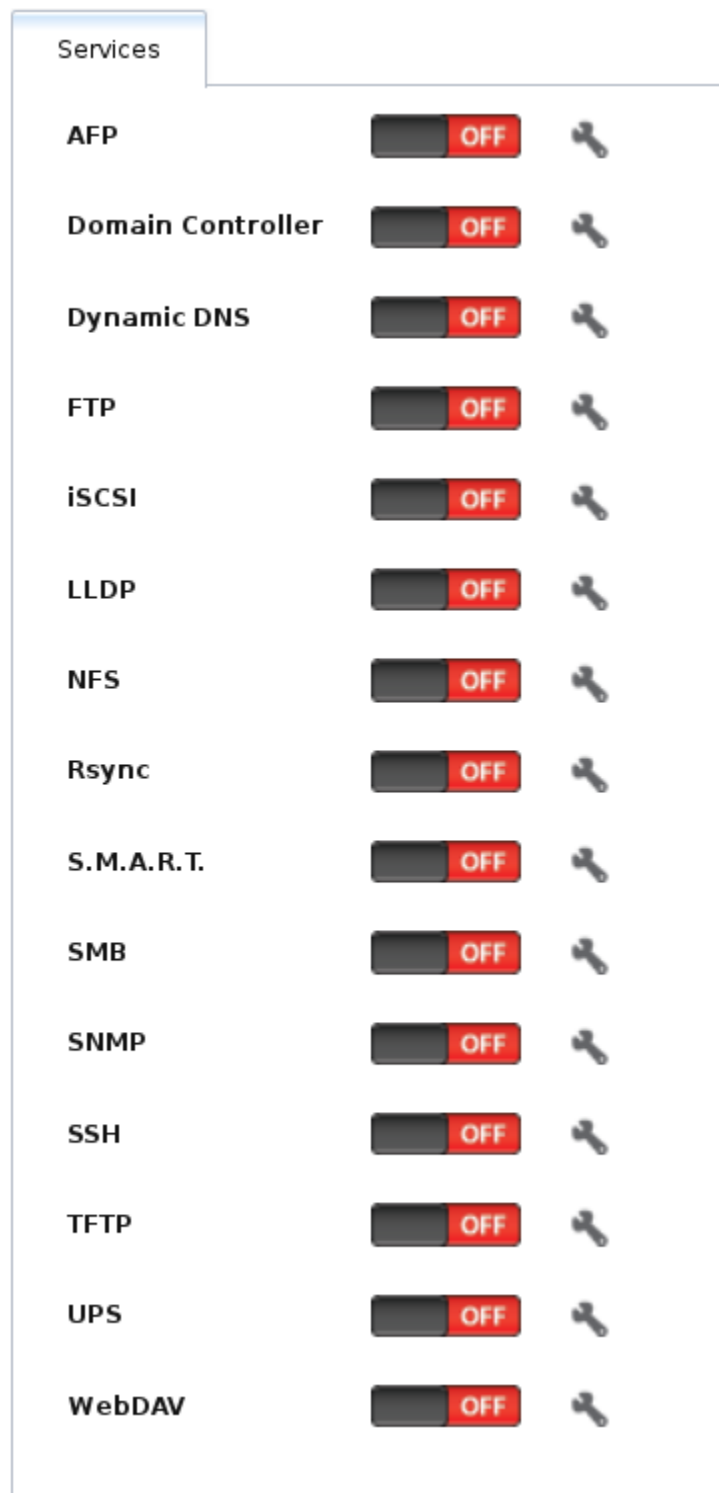 Services
AFP OFF
Domain Controller OFF
Dynamic DNS OFF
FTP OFF
iSCSI OFF
LLDP OFF
NFS OFF
Rsync OFF
S.M.A.R.T. OFF
SMB OFF
SNMP OFF
SSH OFF
TFTP OFF
UPS OFF
WebDAV OFF